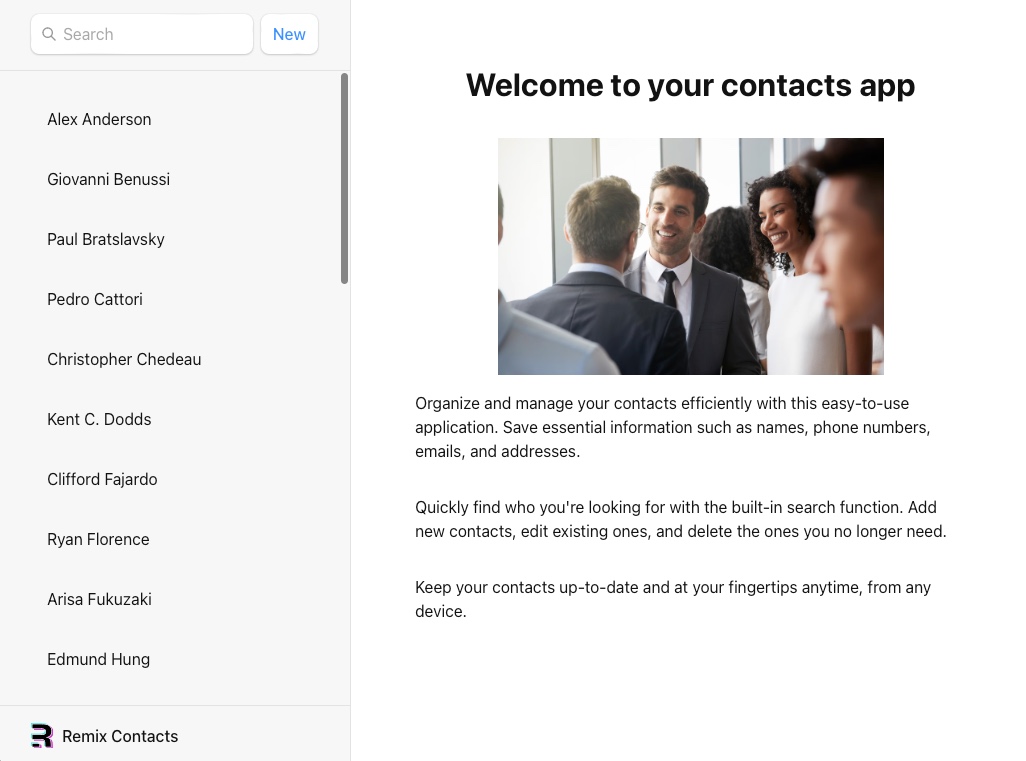 Search
New
Alex Anderson
Giovanni Benussi
Paul Bratslavsky
Pedro Cattori
Christopher Chedeau
Kent C. Dodds
Clifford Fajardo
Ryan Florence
Arisa Fukuzaki
Edmund Hung
Remix Contacts
Welcome to your contacts app
Organize and manage your contacts efficiently with this easy-to-use
application. Save essential information such as names, phone numbers,
emails, and addresses.
Quickly find who you're looking for with the built-in search function. Add
new contacts, edit existing ones, and delete the ones you no longer need.
Keep your contacts up-to-date and at your fingertips anytime, from any
device.